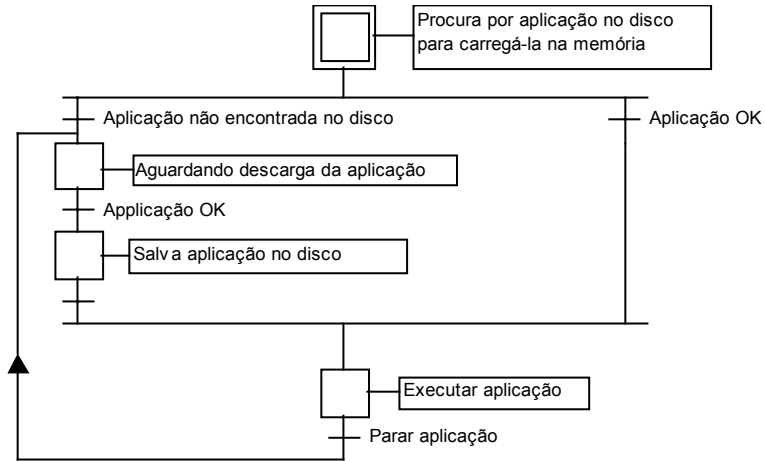 Procura por aplicação no disco
para carregá-la na memória
Aplicação não encontrada no disco
Aplicação OK
Aguardando descarga da aplicação
Applicação OK
Salva aplicação no disco
Executar aplicação
Parar aplicação